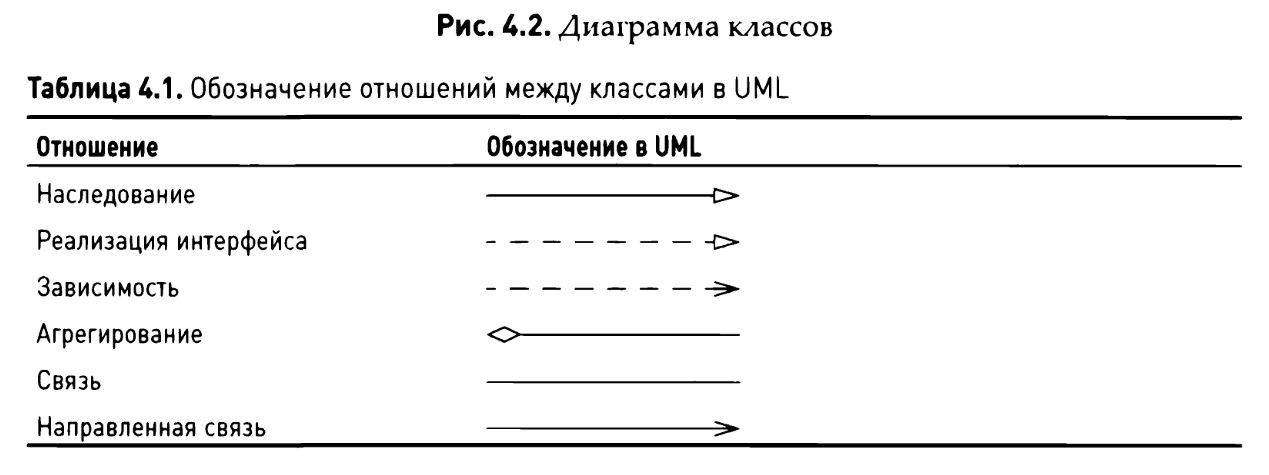 Рис. 4.2. Диаграмма классов
Таблица 4.1. Обозначение отношений между классами в UML
Отношение Обозначение в UML
Наследование
Реализация интерфейса
Зависимость
Агрегирование
Связь
Направленная связь